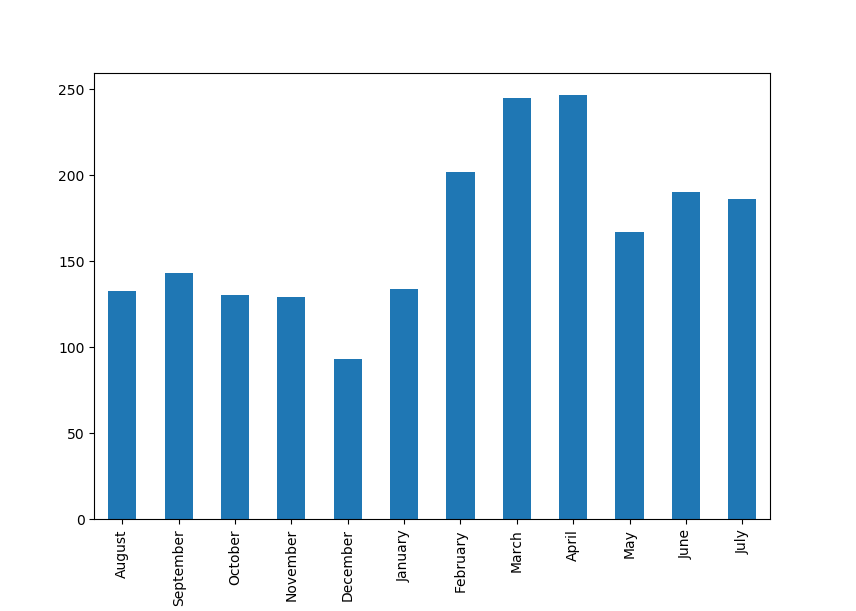 250
200
150
100
50
0
August
September
October
November
December
January
February
March
April
May
June
July